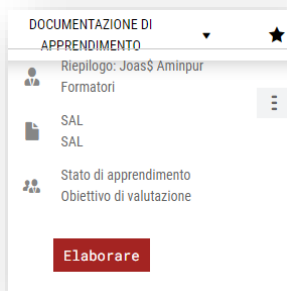 DOCUMENTAZIONE DI
APPRENDIMENTO
Riepilogo: Joas$ Aminpur
Formatori
SAL
SAL
Stato di apprendimento
Obiettivo di valutazione
Elaborare